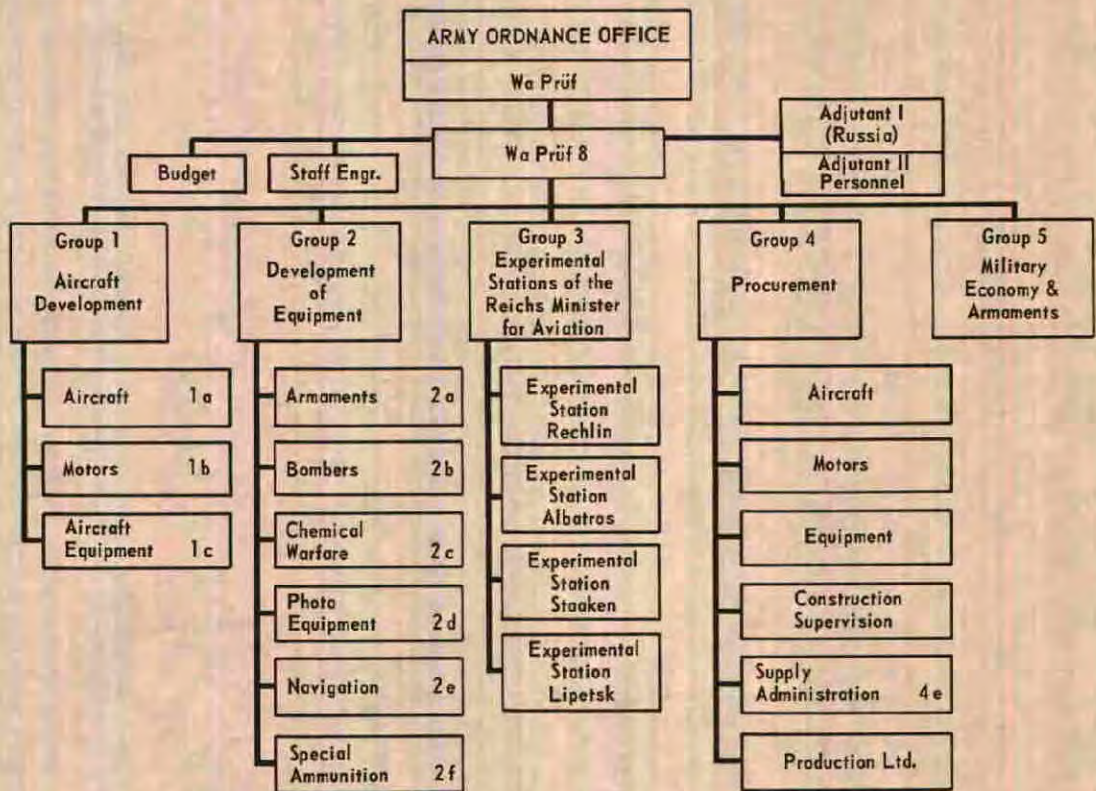 ARMY ORDNANCE OFFICE
Wa Prüf
Wa Prüf 8
Adjutant I
(Russia)
Adjutant II
Personnel
Budget
Staff Engr.
Group 1
Aircraft
Development
Aircraft 1a
Motors 1b
Aircraft
Equipment 1c
Group 2
Development
of
Equipment
Armaments 2a
Bombers 2b
Chemical
Warfare 2c
Photo
Equipment 2d
Navigation 2e
Special
Ammunition 2f
Group 3
Experimental
Stations of the
Reichs Minister
for Aviation
Experimental
Station
Rechlin
Experimental
Station
Albatros
Experimental
Station
Staaken
Experimental
Station
Lipetsk
Group 4
Procurement
Aircraft
Motors
Equipment
Construction
Supervision
Supply
Administration 4e
Production Ltd.
Group 5
Military
Economy &
Armaments